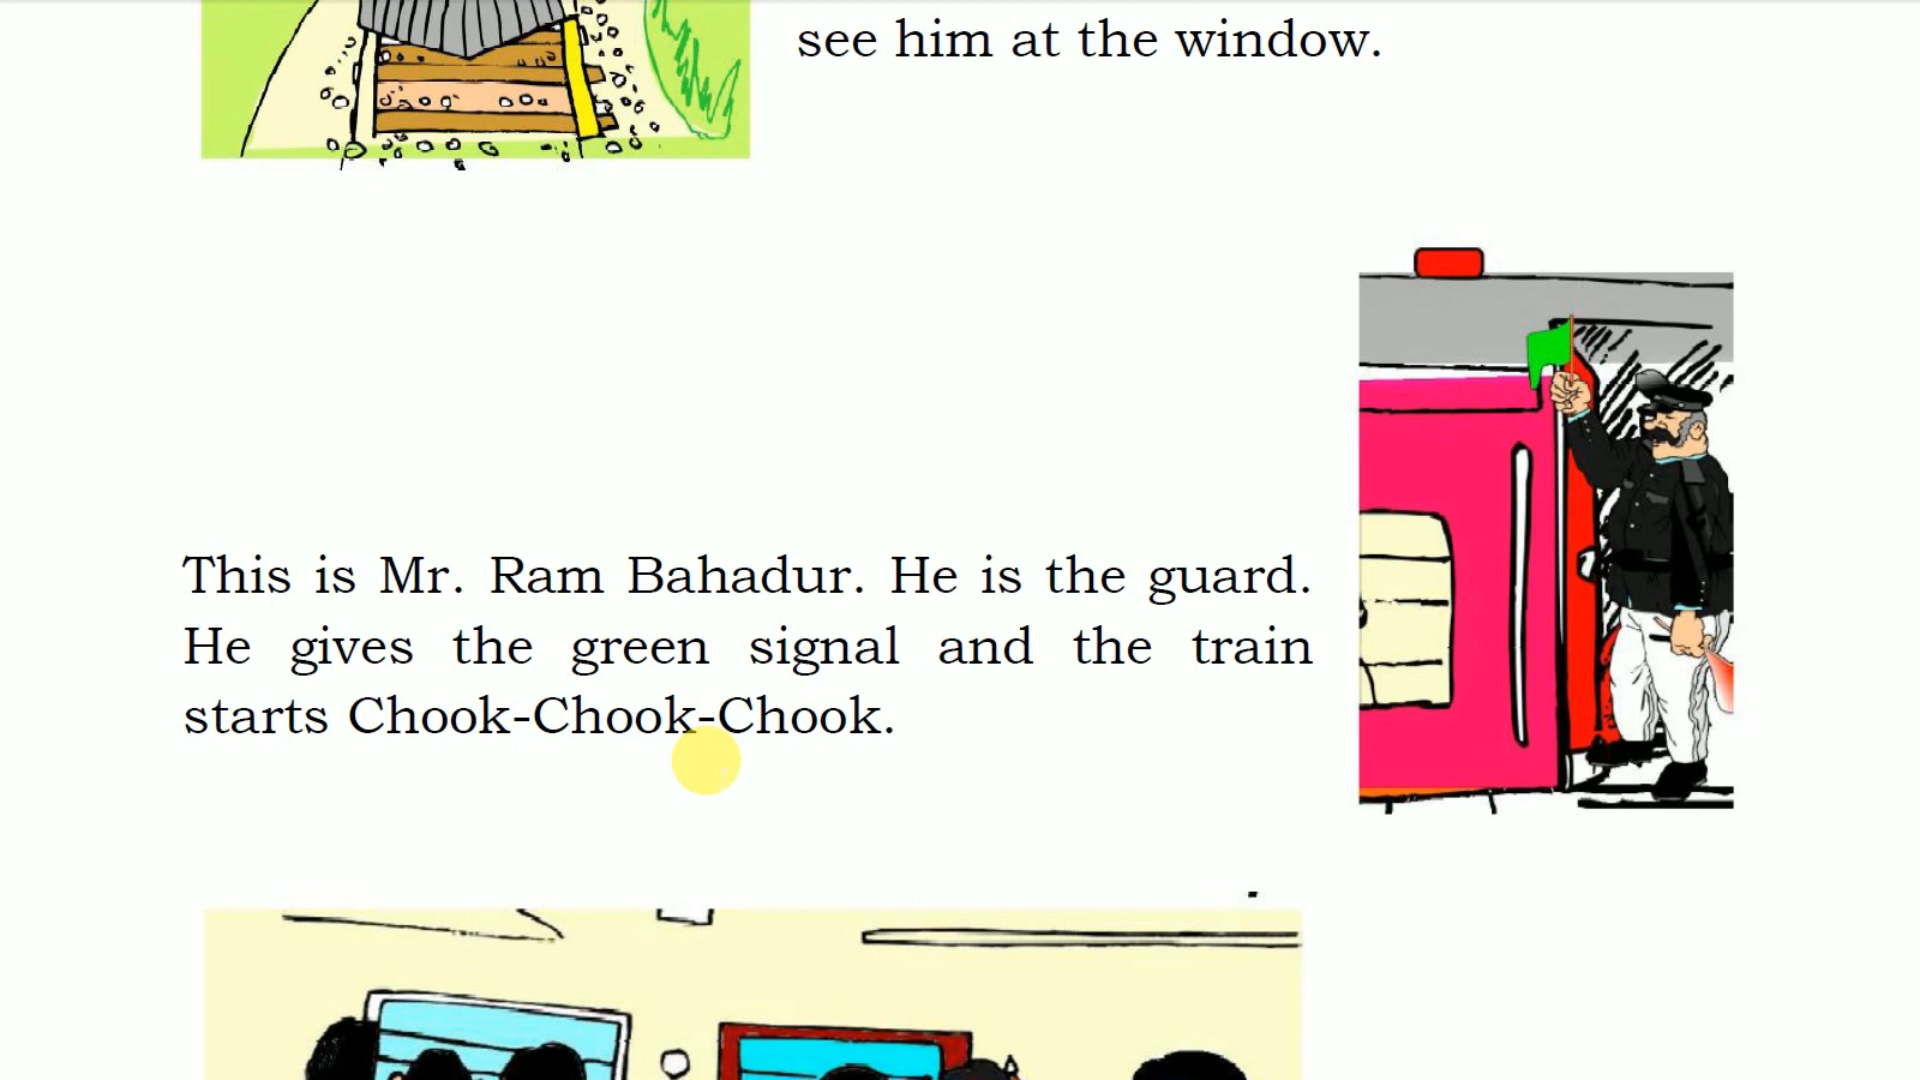 see him at the window.
This is Mr. Ram Bahadur. He is the guard.
He gives the green signal and the train
starts Chook-Chook-Chook.